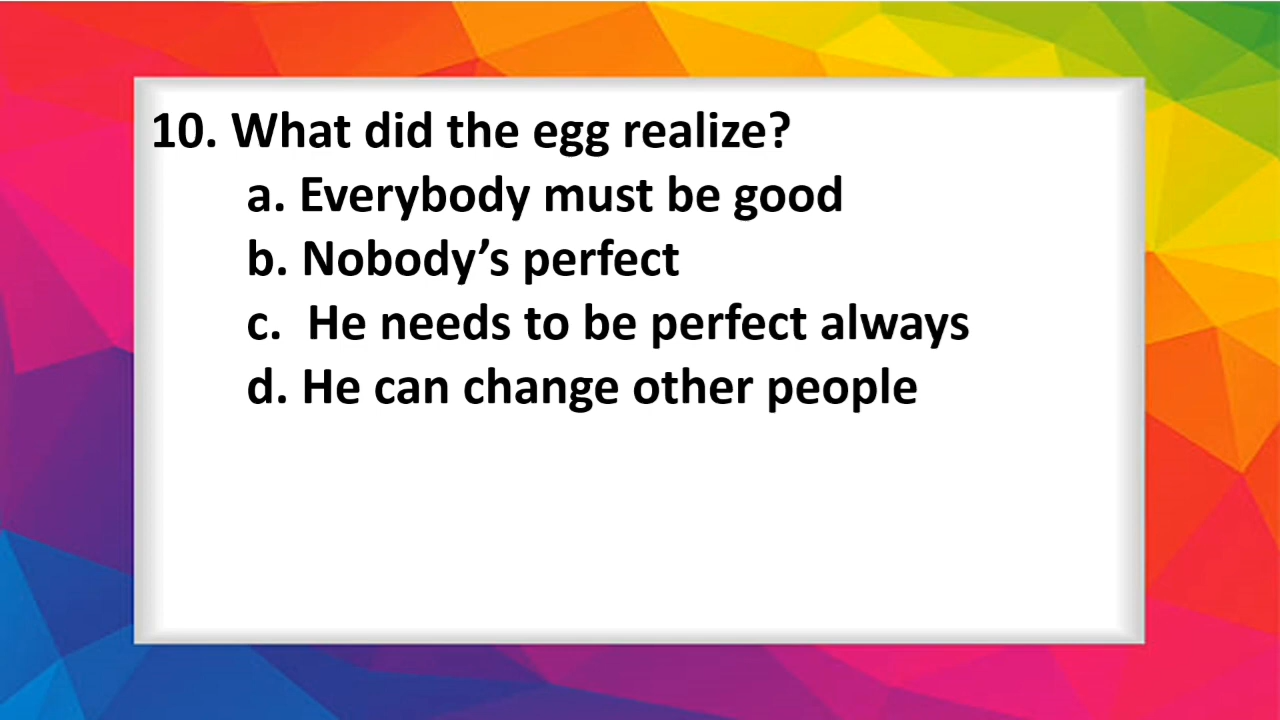 10. What did the egg realize?
a. Everybody must be good
b. Nobody’s perfect
c. He needs to be perfect always
d. He can change other people